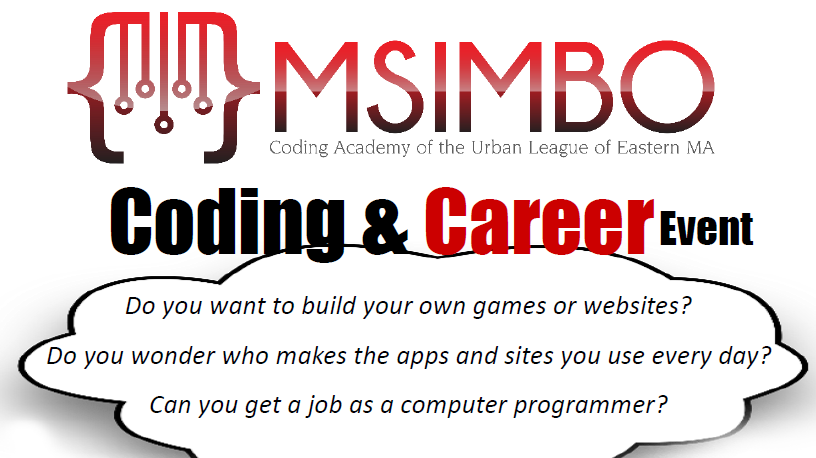 MSIMBO
Coding Academy of the Urban League of Eastern MA
Coding & Career Event
Do you want to build your own games or websites?
Do you wonder who makes the apps and sites you use every day?
Can you get a job as a computer programmer?